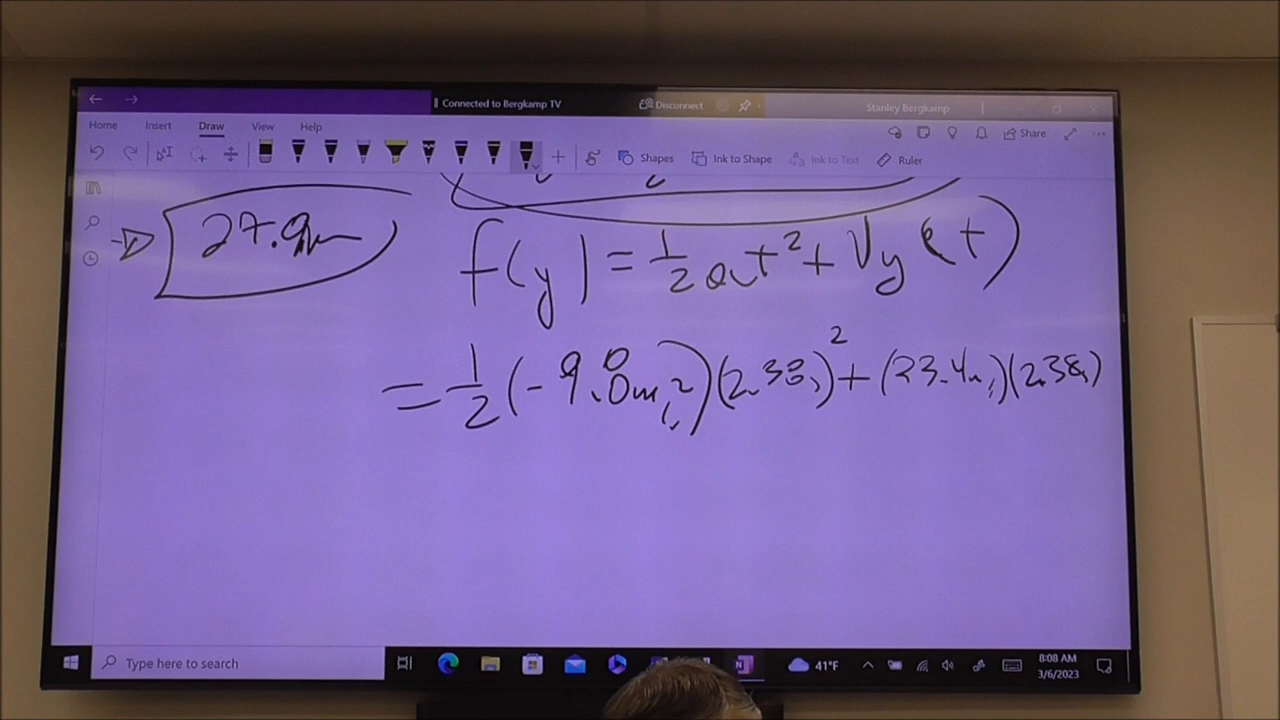 Connected to Bergkamp TV
Disconnect
Stanley Bergkamp
Home Insert Draw View Help
Share
Shapes Ink to Shape Ink to Text Ruler
27.9m
f(y) = 1/2 at² + Vy (t)
= 1/2 (-9.8m/s²)(2.38s)² + (23.4m/s)(2.38s)
Type here to search
41°F
8:08 AM
3/6/2023